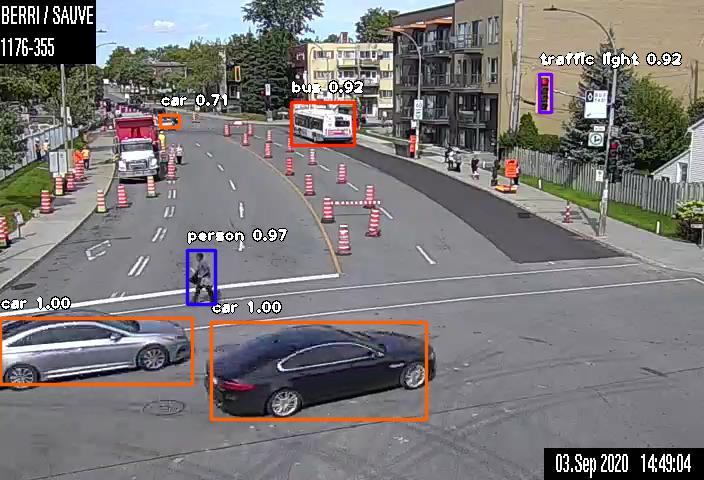 BERRI / SAUVE
1176-355
traffic light 0.92
bus 0.92
car 0.71
person 0.97
car 1.00
car 1.00
03.Sep 2020 14:49:04